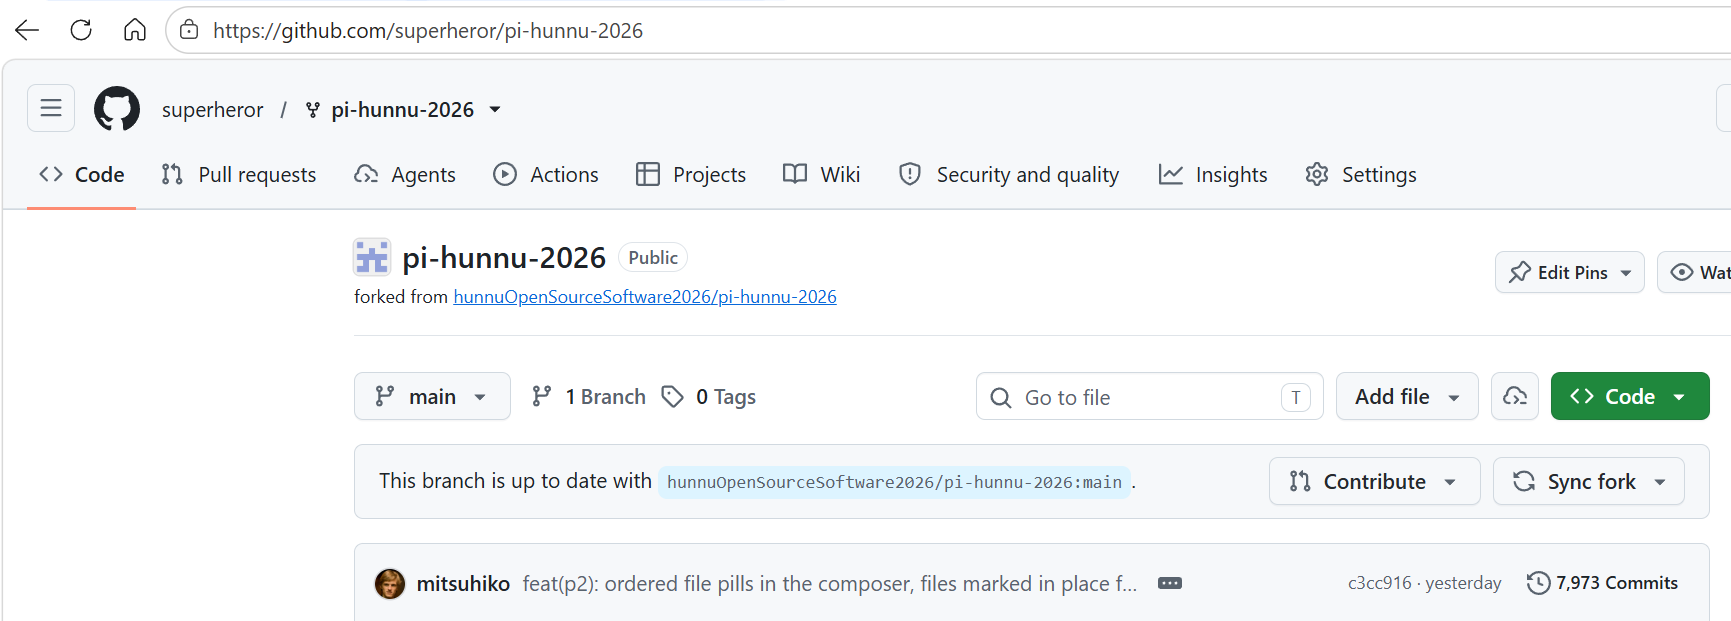 https://github.com/superheror/pi-hunnu-2026
superheror / pi-hunnu-2026
Code Pull requests Agents Actions Projects Wiki Security and quality Insights Settings
pi-hunnu-2026 Public
Edit Pins Wat
forked from hunnuOpenSourceSoftware2026/pi-hunnu-2026
main 1 Branch 0 Tags Go to file T Add file Code
This branch is up to date with hunnuOpenSourceSoftware2026/pi-hunnu-2026:main . Contribute Sync fork
mitsuhiko feat(p2): ordered file pills in the composer, files marked in place f... c3cc916 · yesterday 7,973 Commits